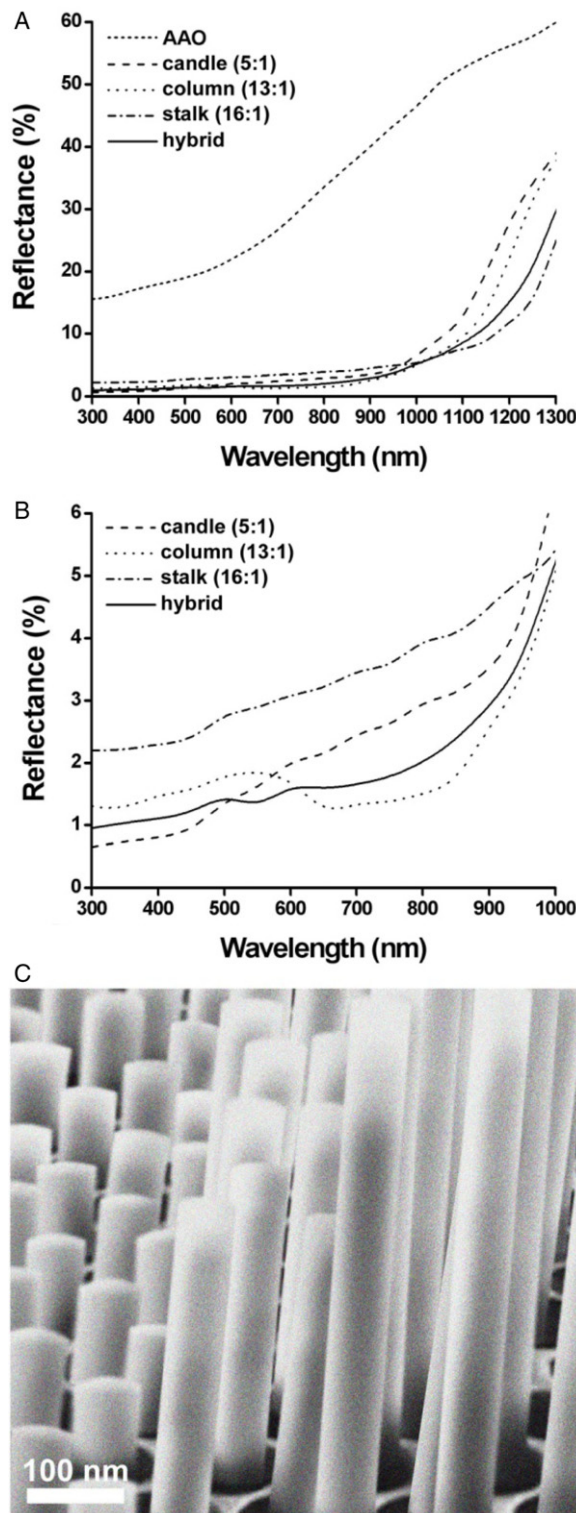 A
60
50
40
30
20
10
0
Reflectance (%)
AAO
candle (5:1)
column (13:1)
stalk (16:1)
hybrid
300 400 500 600 700 800 900 1000 1100 1200 1300
Wavelength (nm)
B
6
5
4
3
2
1
0
Reflectance (%)
candle (5:1)
column (13:1)
stalk (16:1)
hybrid
300 400 500 600 700 800 900 1000
Wavelength (nm)
C
100 nm